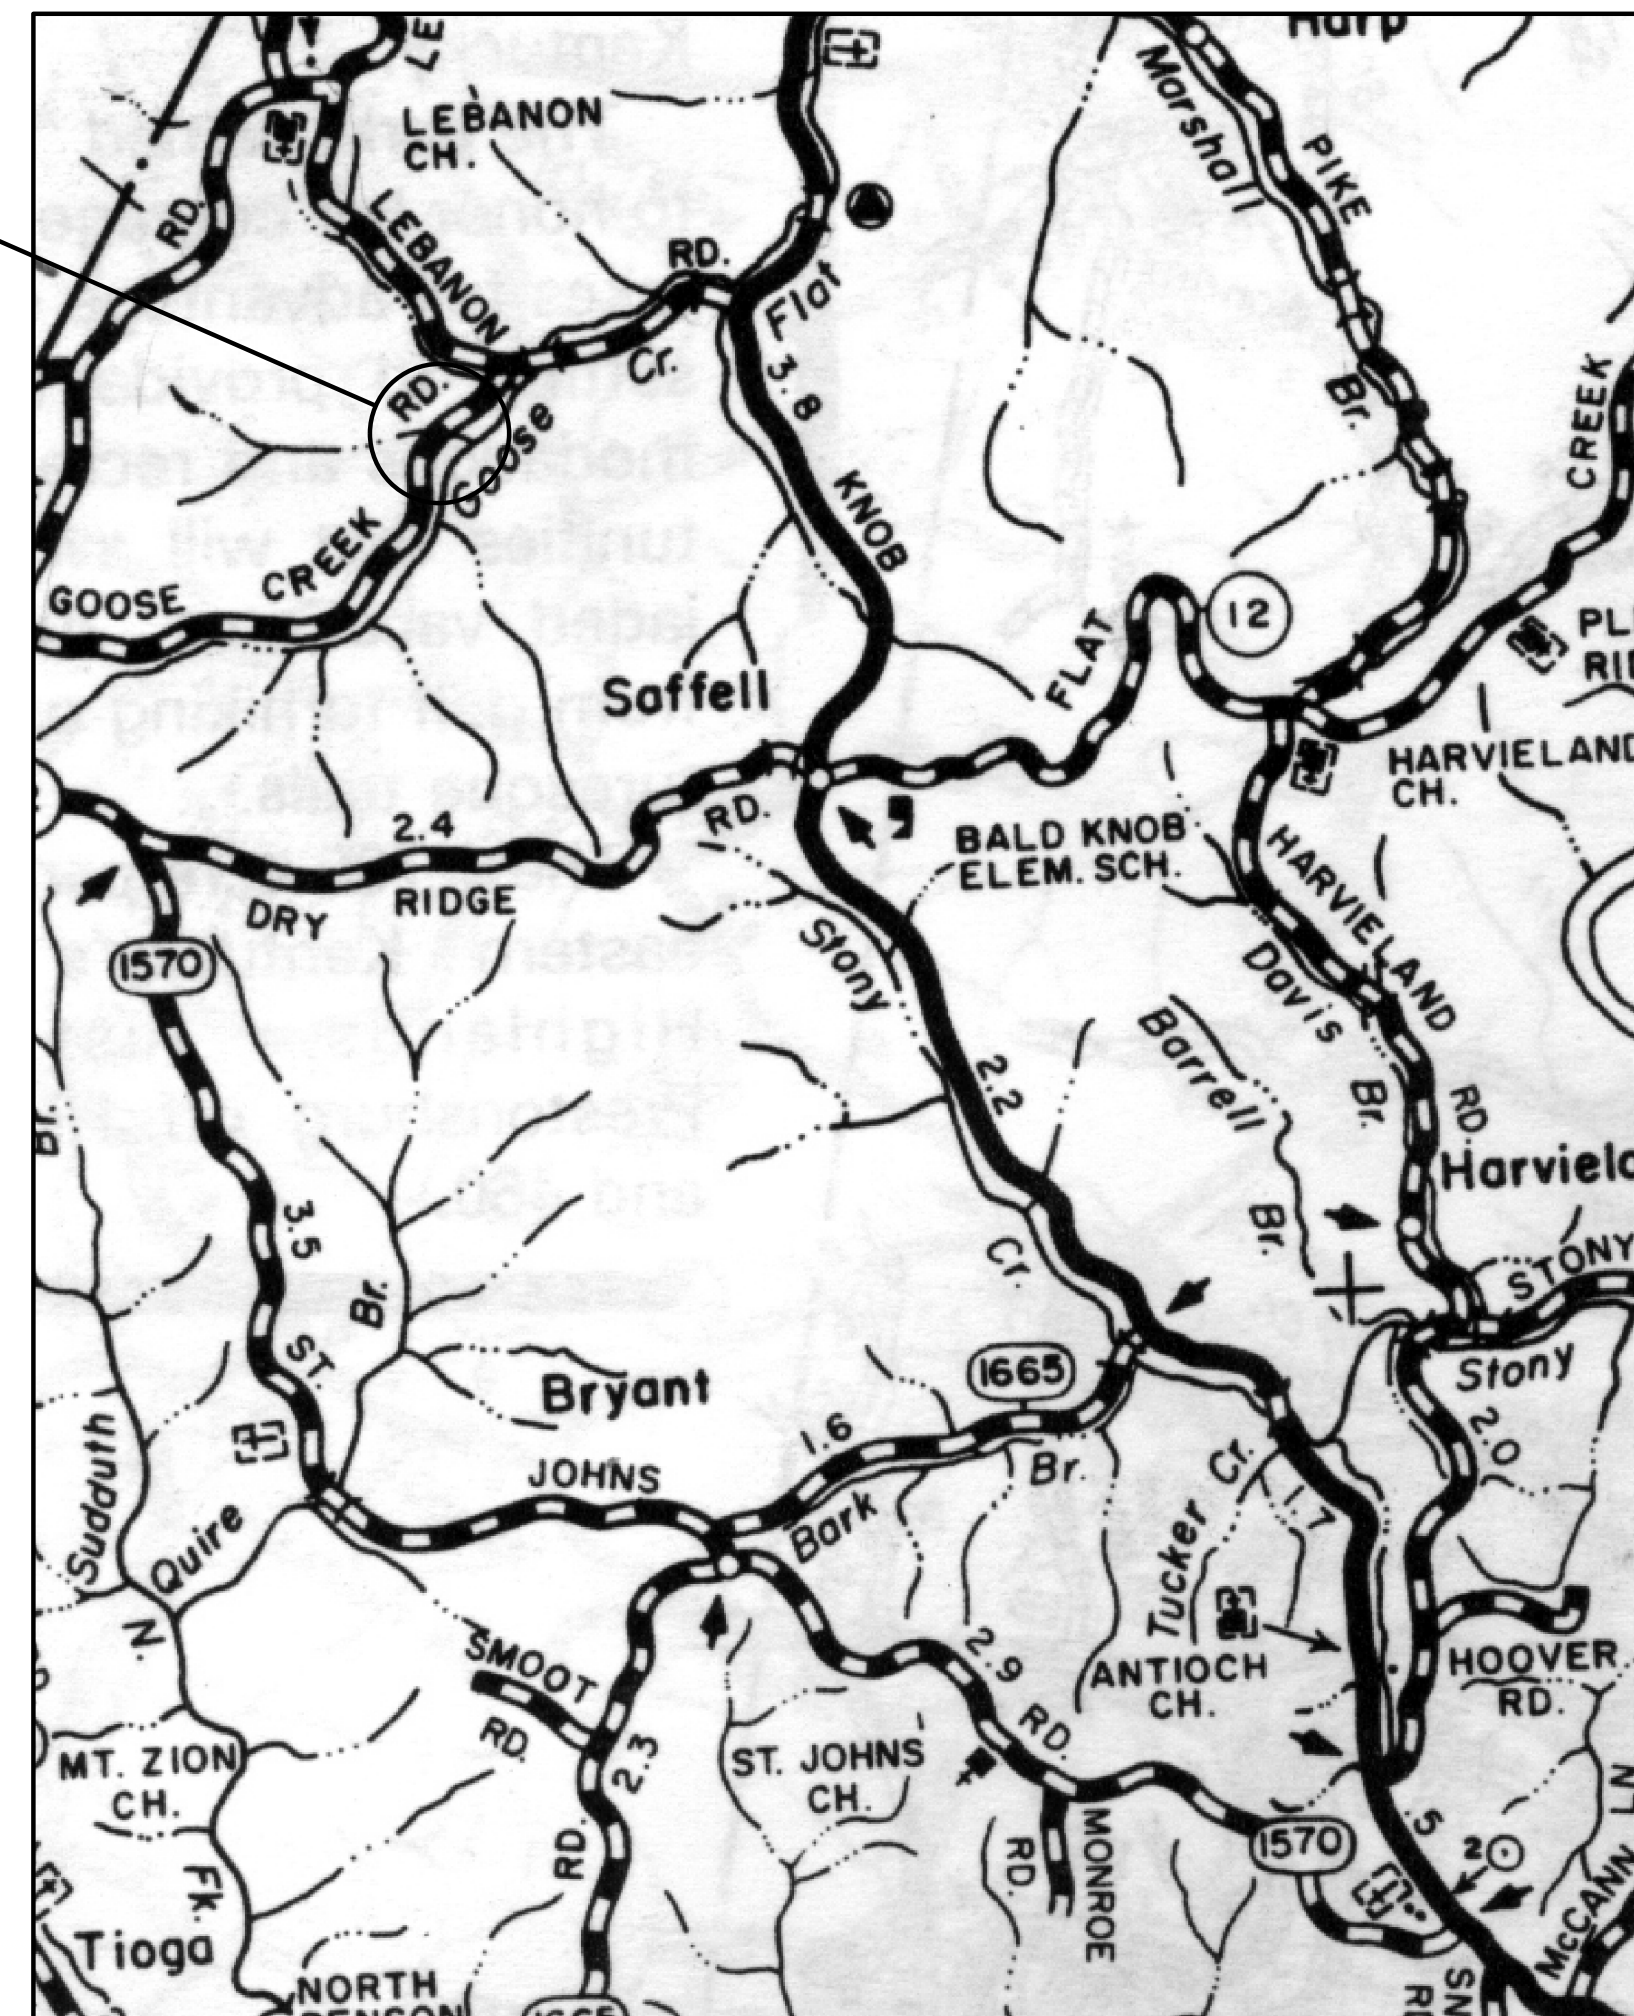 Harp
LE
LEBANON
CH.
Marshall
PIKE
RD.
LEBANON
RD.
Flat
Cr.
3.8
RD.
Goose
Br.
CREEK
KNOB
CREEK
GOOSE
FLAT
12
Saffell
HARVIELAND
CH.
RD.
2.4
BALD KNOB
ELEM. SCH.
RIDGE
DRY
HARVIELAND
Stony
1570
Davis
Br.
RD.
Barrell
Br.
2.2
Br.
3.5
Cr.
STONY
Br.
ST.
1665
Stony
Bryant
1.6
2.0
Sudduth
JOHNS
Br.
Cr.
1.7
Quire
Bark
Tucker
N.
SMOOT
RD.
2.9
ANTIOCH
CH.
HOOVER
RD.
RD.
MT. ZION
CH.
2.3
ST. JOHNS
CH.
RD.
RD.
MONROE
1570
.5
2
Fk.
McCANN
LN
Tioga
NORTH